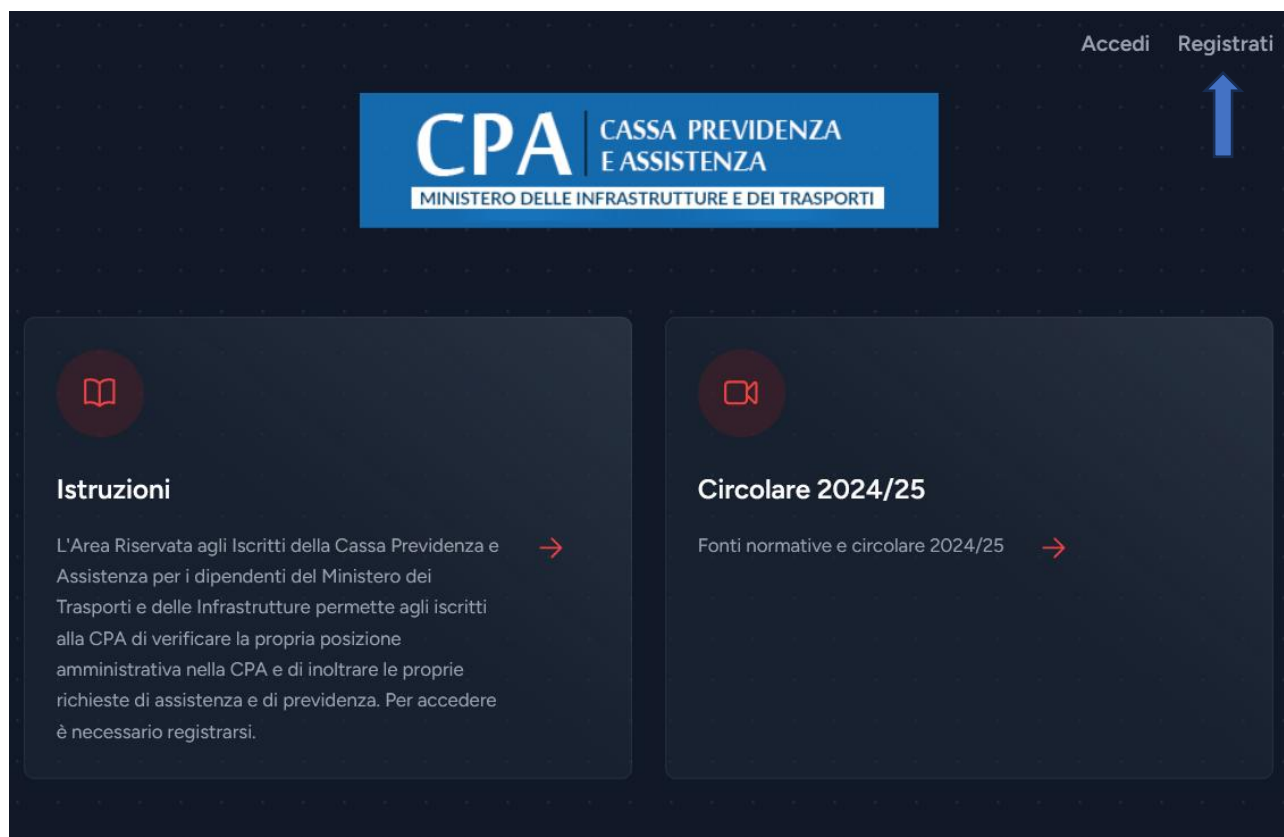 Accedi Registrati
CPA CASSA PREVIDENZA
E ASSISTENZA
MINISTERO DELLE INFRASTRUTTURE E DEI TRASPORTI
Istruzioni
L'Area Riservata agli Iscritti della Cassa Previdenza e
Assistenza per i dipendenti del Ministero dei
Trasporti e delle Infrastrutture permette agli iscritti
alla CPA di verificare la propria posizione
amministrativa nella CPA e di inoltrare le proprie
richieste di assistenza e di previdenza. Per accedere
è necessario registrarsi.
Circolare 2024/25
Fonti normative e circolare 2024/25